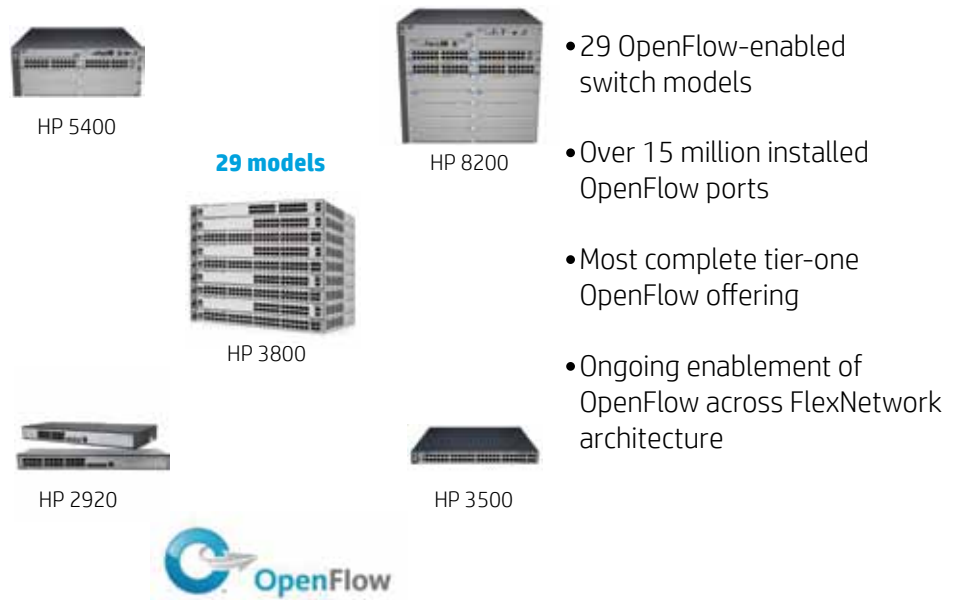 HP 5400
HP 8200
29 models
HP 3800
HP 2920
HP 3500
OpenFlow
•29 OpenFlow-enabled
switch models
•Over 15 million installed
OpenFlow ports
•Most complete tier-one
OpenFlow offering
•Ongoing enablement of
OpenFlow across FlexNetwork
architecture